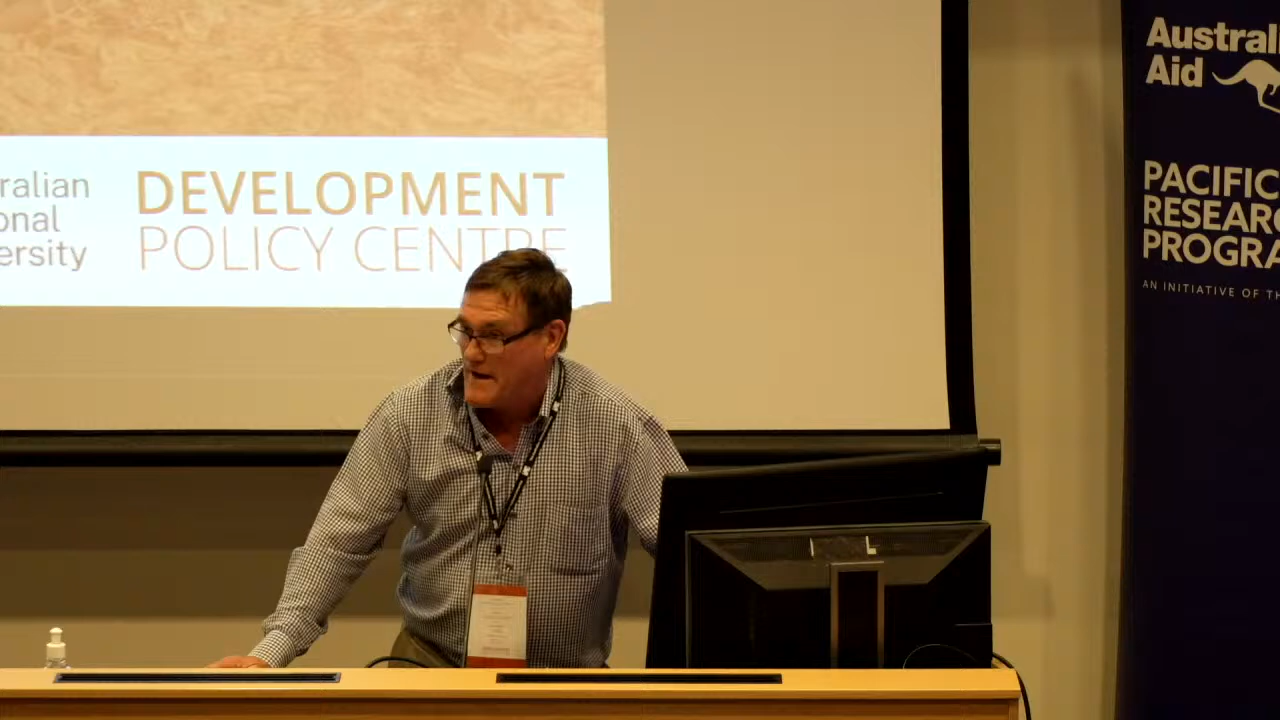 ralian
onal
ersity
DEVELOPMENT
POLICY CENTRE
Austral
Aid
PACIFIC
RESEARC
PROGRA
AN INITIATIVE OF TH